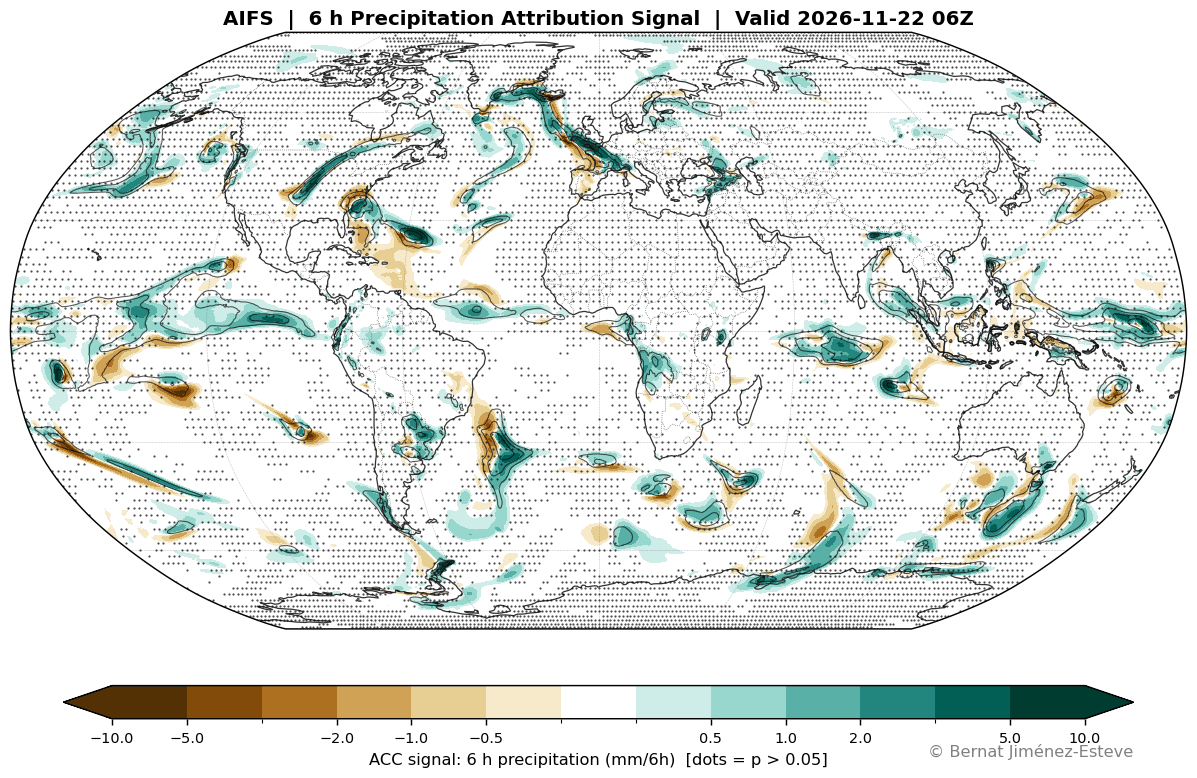 AIFS | 6 h Precipitation Attribution Signal | Valid 2026-11-22 06Z
−10.0 −5.0 −2.0 −1.0 −0.5 0.5 1.0 2.0 5.0 10.0
ACC signal: 6 h precipitation (mm/6h) [dots = p > 0.05]
© Bernat Jiménez-Esteve